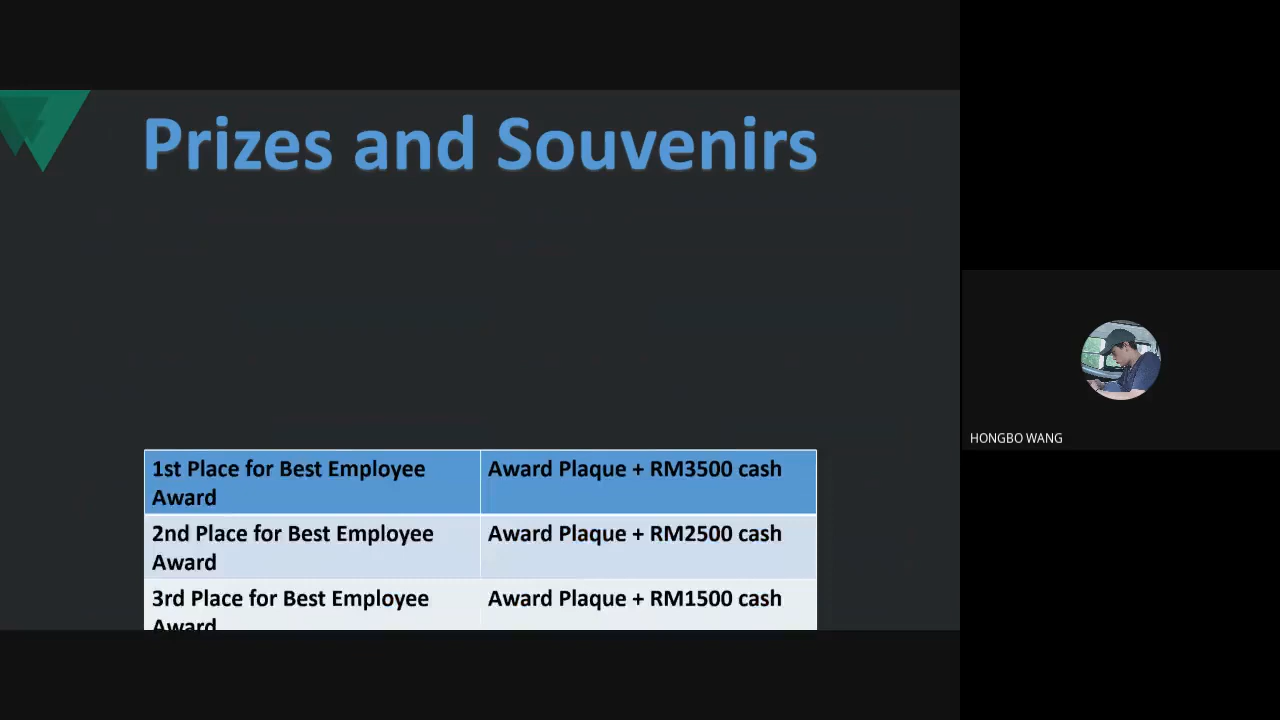 Prizes and Souvenirs
1st Place for Best Employee
Award
Award Plaque + RM3500 cash
2nd Place for Best Employee
Award
Award Plaque + RM2500 cash
3rd Place for Best Employee
Award
Award Plaque + RM1500 cash
HONGBO WANG